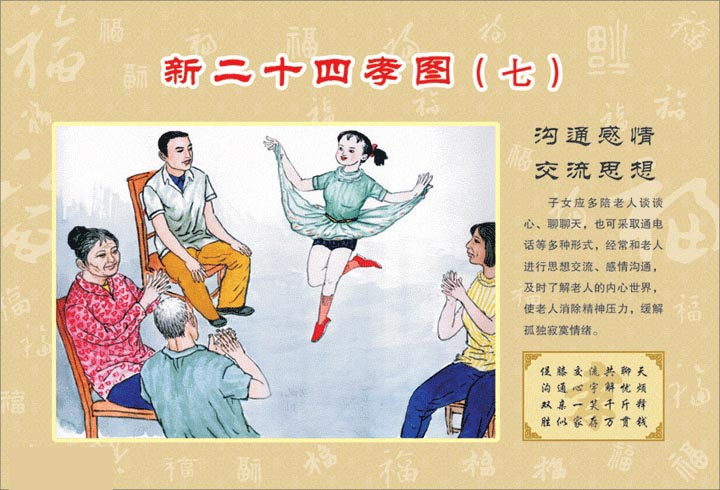 新二十四孝图（七）
沟通感情
交流思想
子女应多陪老人谈谈
心、聊聊天，也可采取通电
话等多种形式，经常和老人
进行思想交流、感情沟通，
及时了解老人的内心世界，
使老人消除精神压力，缓解
孤独寂寞情绪。
促膝交流共聊天
沟通心宇解忧烦
双亲一笑千斤释
胜似家存万贯钱